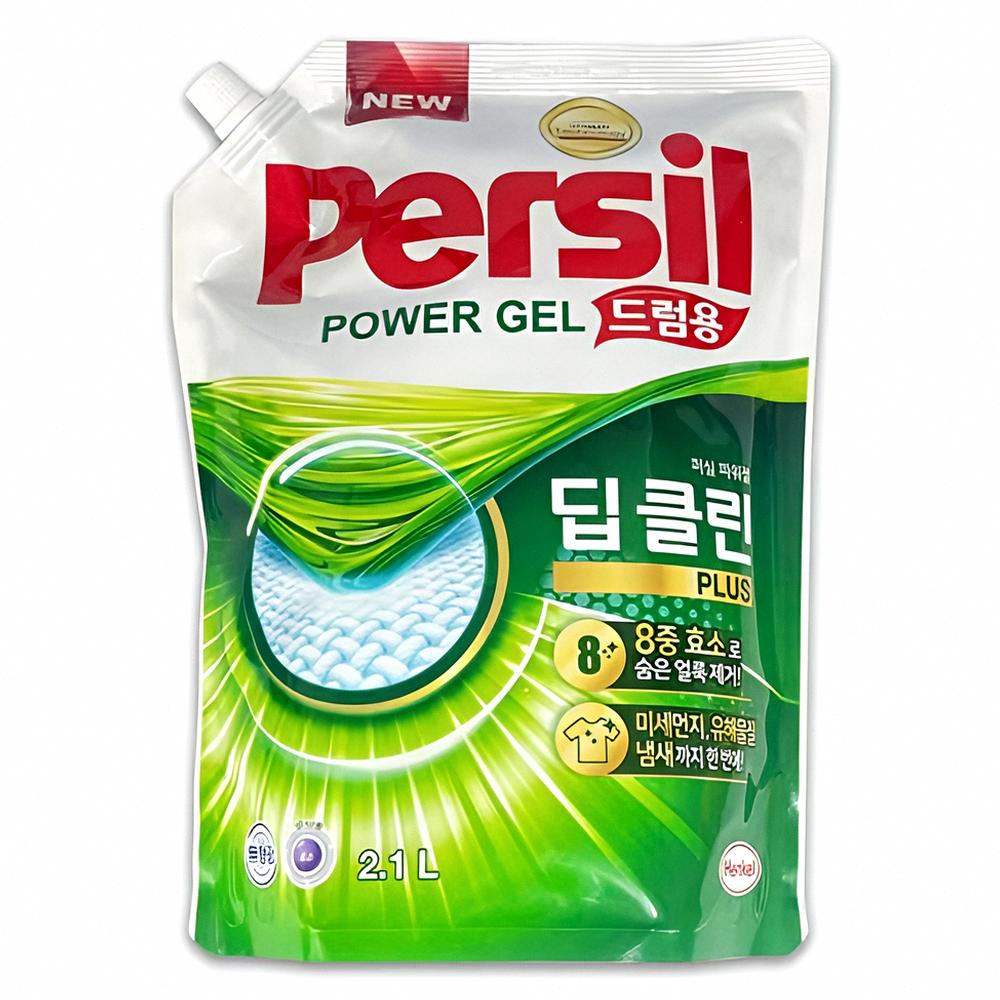 NEW
Persil
POWER GEL 드럼용
퍼실 파워젤
딥 클린
PLUS
8+ 8중 효소로
숨은 얼룩 제거!
미세먼지, 유해물질
냄새까지 한 번에!
2.1 L
Henkel